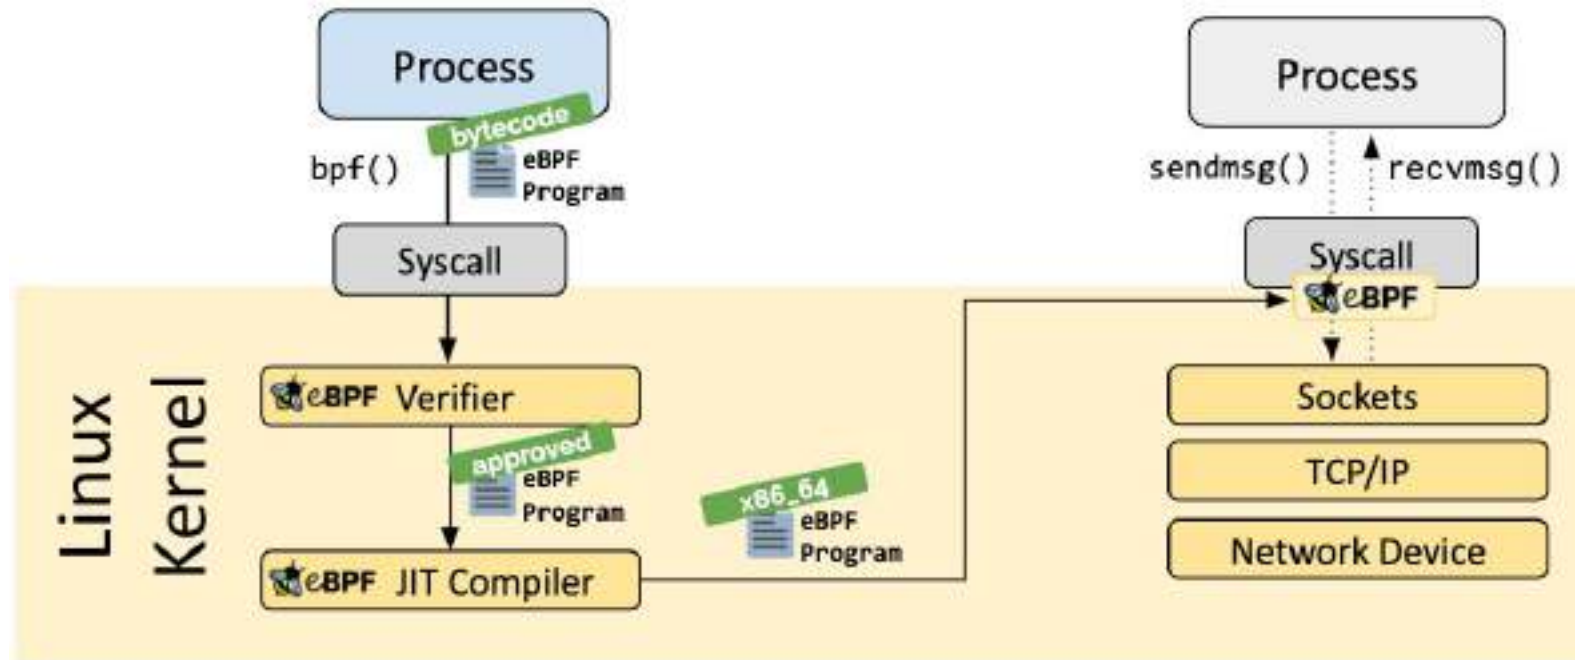 Process
bytecode
bpf()
eBPF
Program
Syscall
Linux
Kernel
eBPF Verifier
approved
eBPF
Program
eBPF JIT Compiler
x86_64
eBPF
Program
Process
sendmsg()
recvmsg()
Syscall
eBPF
Sockets
TCP/IP
Network Device